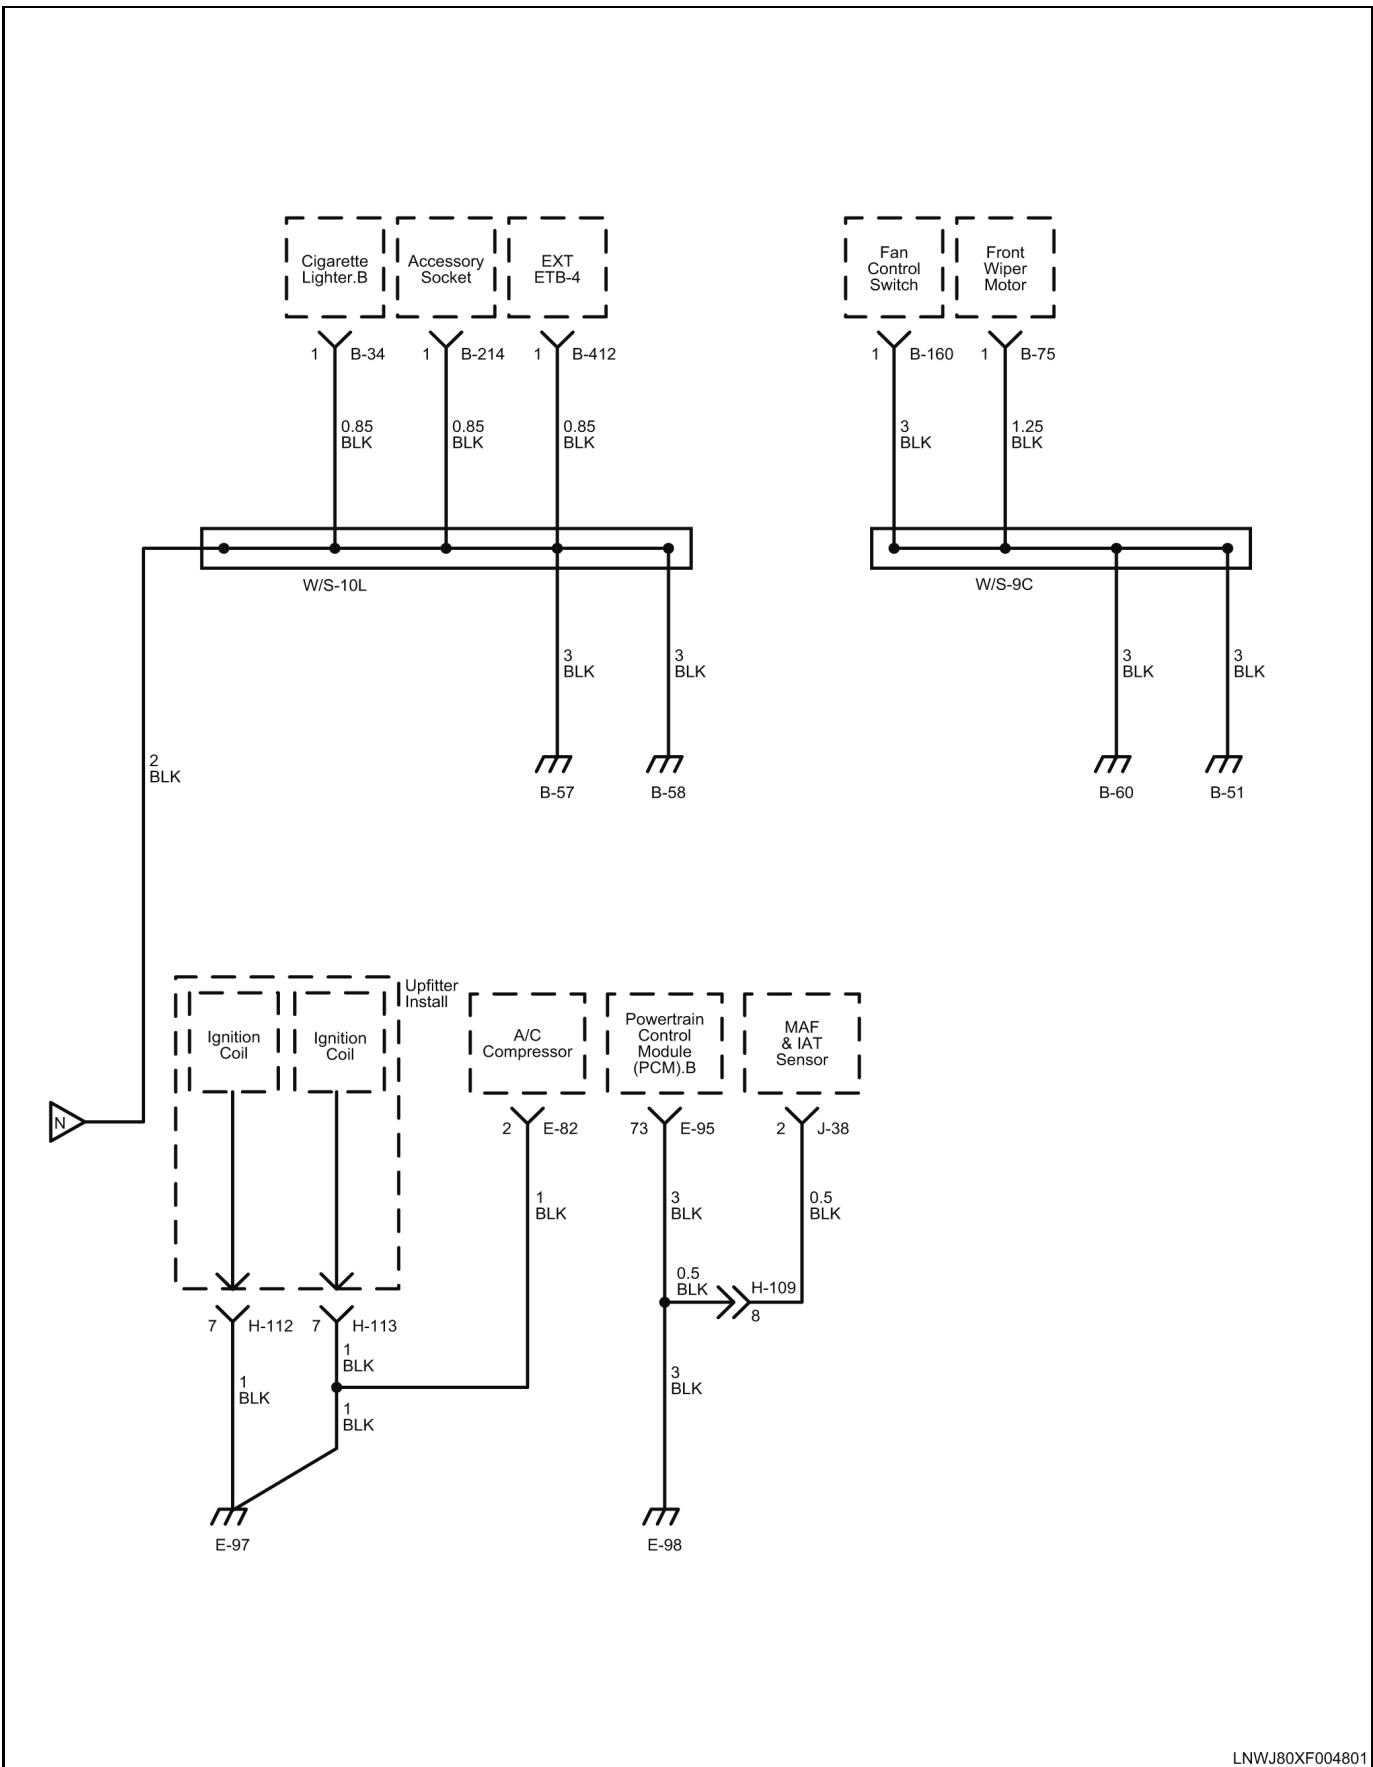 Cigarette
Lighter.B
Accessory
Socket
EXT
ETB-4
Fan
Control
Switch
Front
Wiper
Motor
1 B-34
1 B-214
1 B-412
1 B-160
1 B-75
0.85
BLK
0.85
BLK
0.85
BLK
3
BLK
1.25
BLK
W/S-10L
W/S-9C
3
BLK
3
BLK
3
BLK
3
BLK
2
BLK
B-57
B-58
B-60
B-51
Upfitter
Install
Ignition
Coil
Ignition
Coil
A/C
Compressor
Powertrain
Control
Module
(PCM).B
MAF
& IAT
Sensor
N
2 E-82
73 E-95
2 J-38
1
BLK
3
BLK
0.5
BLK
0.5
BLK
H-109
8
7 H-112
7 H-113
1
BLK
1
BLK
1
BLK
3
BLK
E-97
E-98
LNWJ80XF004801